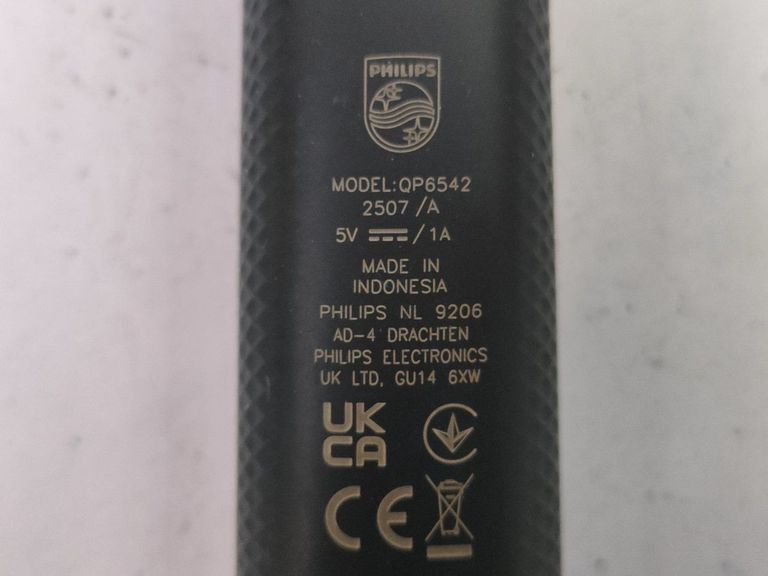 PHILIPS
MODEL:QP6542
2507 /A
5V ⎓ / 1A
MADE IN
INDONESIA
PHILIPS NL 9206
AD-4 DRACHTEN
PHILIPS ELECTRONICS
UK LTD, GU14 6XW
UK
CA
CE